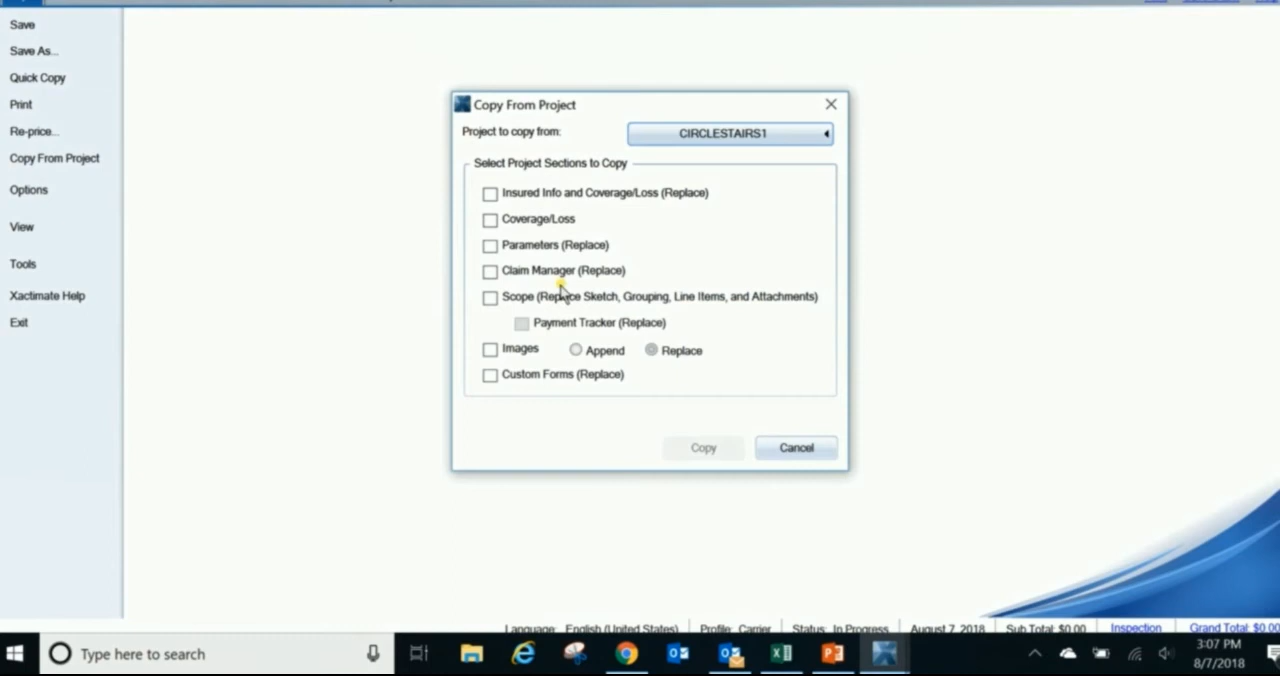 Save
Save As...
Quick Copy
Print
Re-price...
Copy From Project
Options
View
Tools
Xactimate Help
Exit
Copy From Project
Project to copy from:
CIRCLESTAIRS1
Select Project Sections to Copy
Insured Info and Coverage/Loss (Replace)
Coverage/Loss
Parameters (Replace)
Claim Manager (Replace)
Scope (Replace Sketch, Grouping, Line Items, and Attachments)
Payment Tracker (Replace)
Images Append Replace
Custom Forms (Replace)
Copy Cancel
Language: English (United States) Profile: Carrier Status: In Progress August 7, 2018 Sub Total: $0.00 Inspection Grand Total: $0.00
Type here to search
3:07 PM
8/7/2018